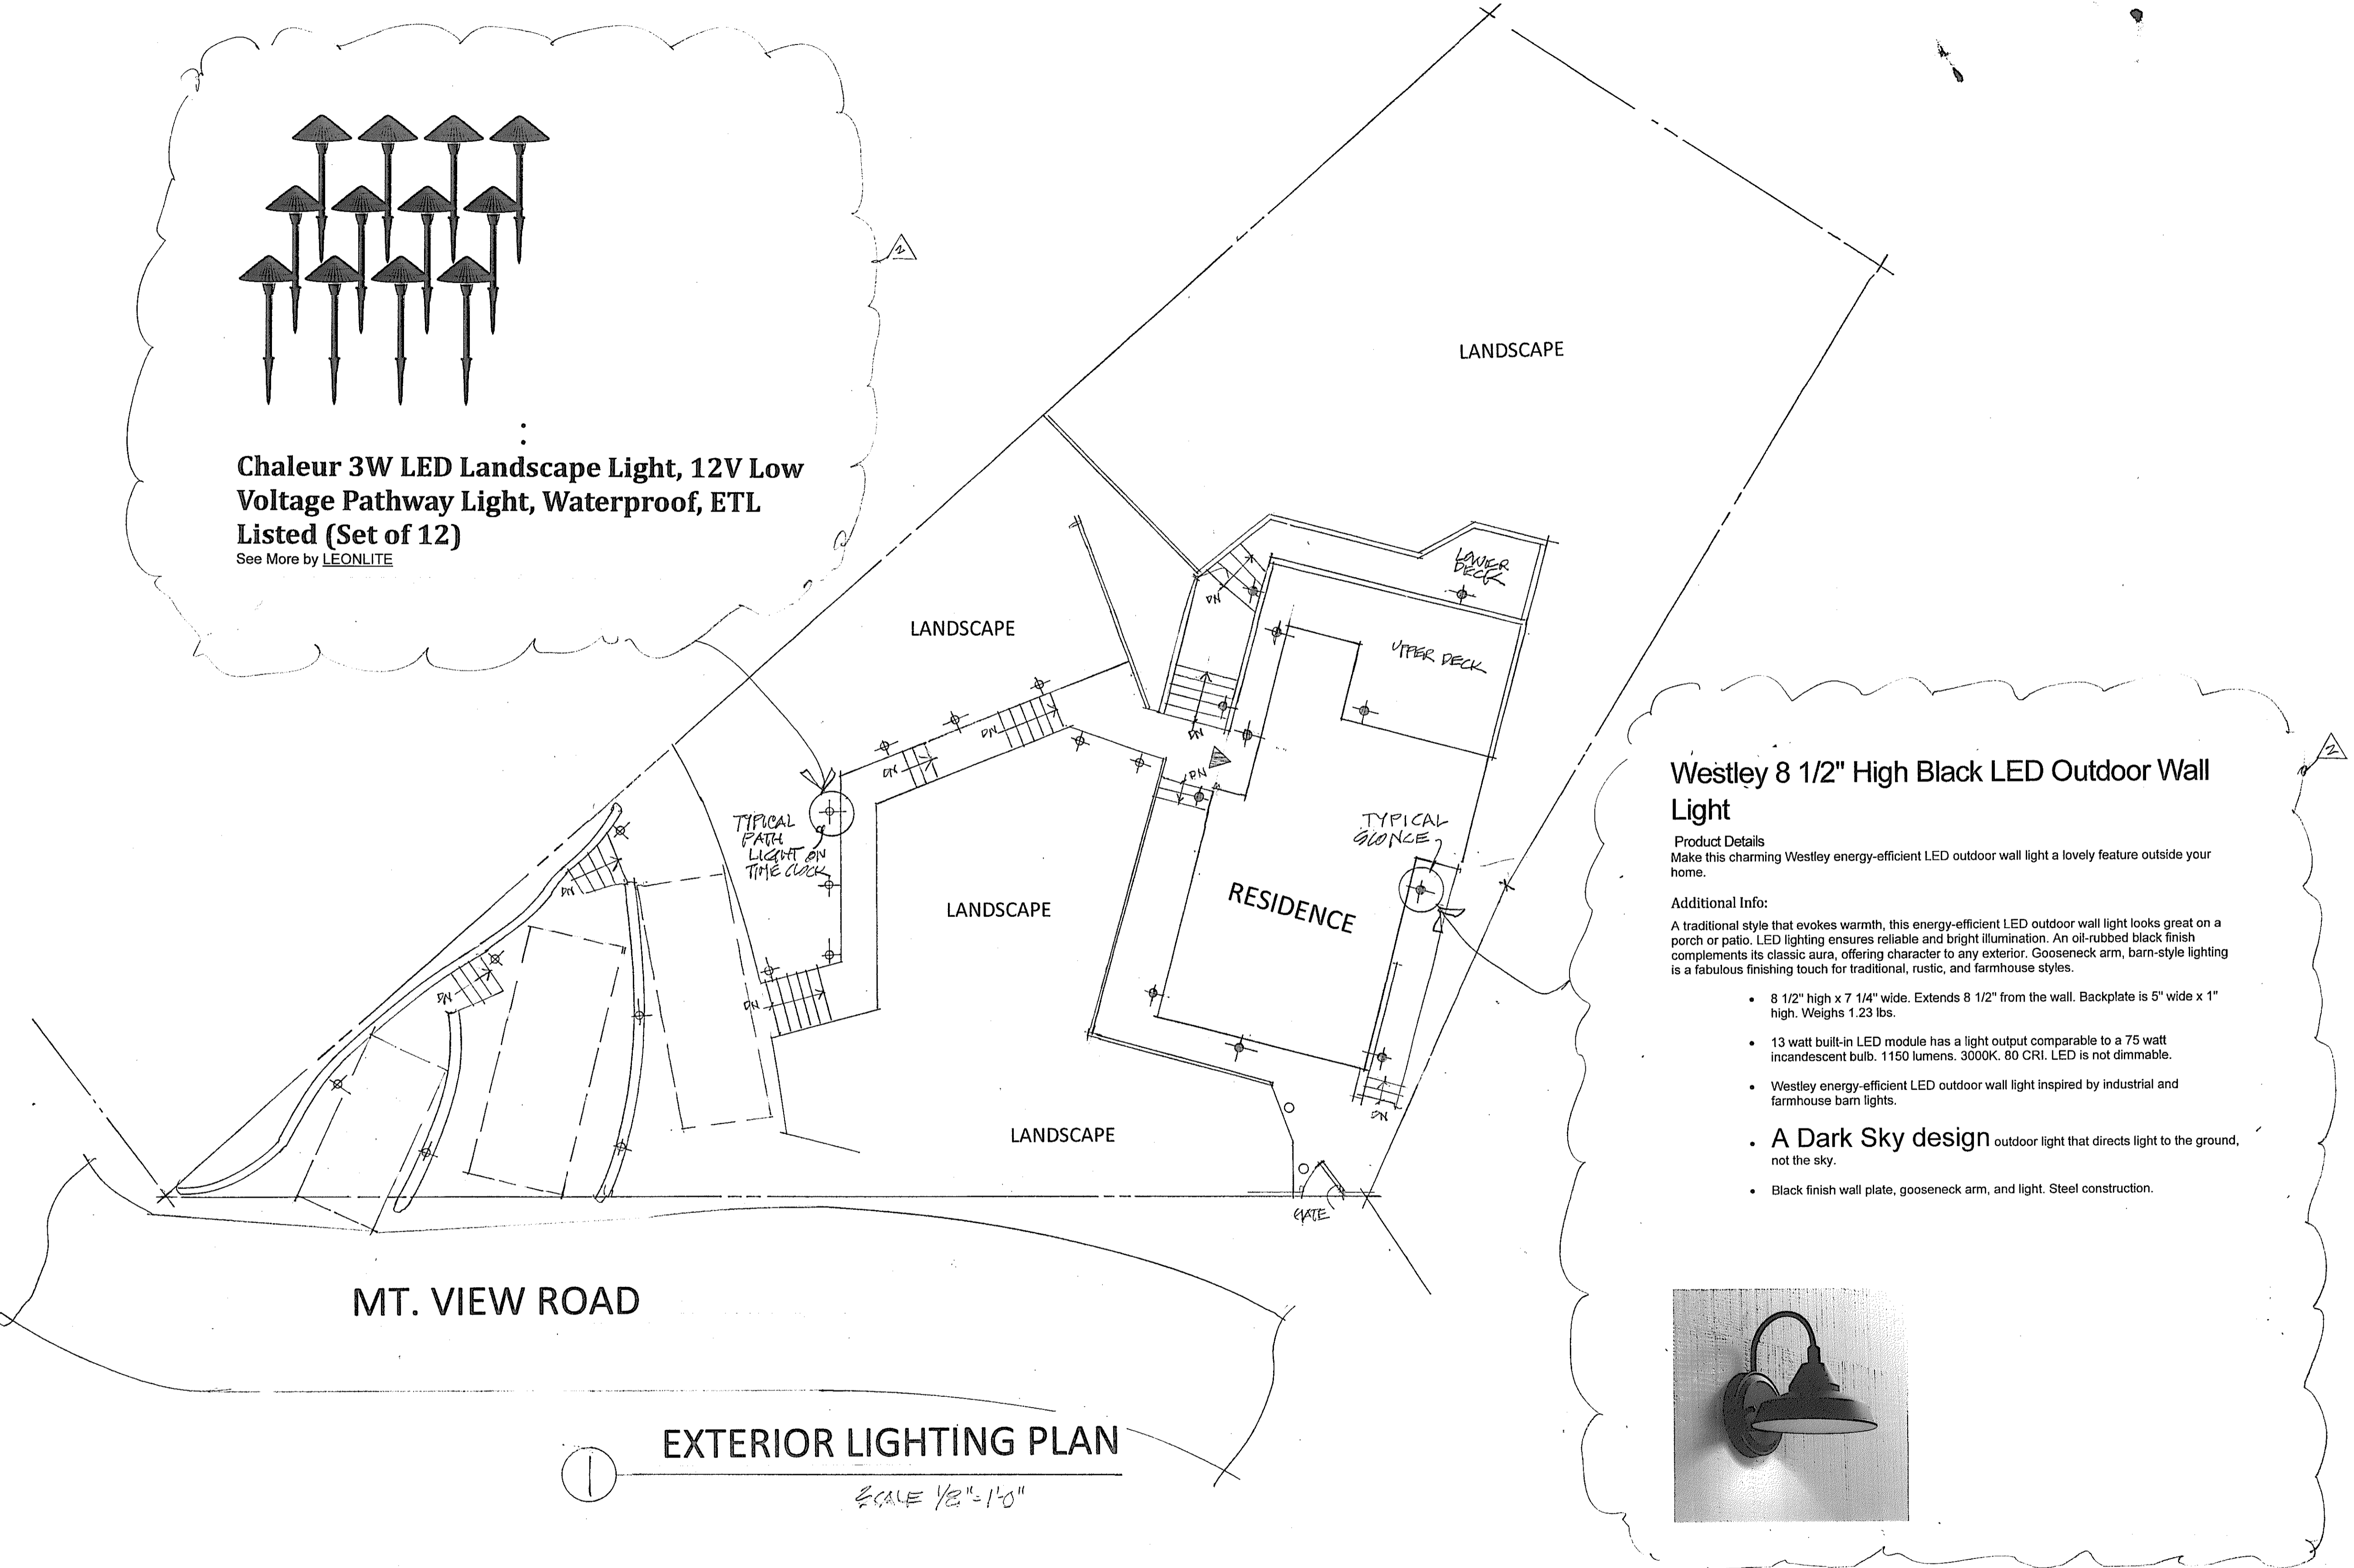 Chaleur 3W LED Landscape Light, 12V Low
Voltage Pathway Light, Waterproof, ETL
Listed (Set of 12)
See More by LEONLITE
2
LANDSCAPE
LOWER
DECK
DN
UPPER DECK
LANDSCAPE
DN
DN
DN
DN
TYPICAL
PATH
LIGHT ON
TIME CLOCK
TYPICAL
SCONCE
RESIDENCE
LANDSCAPE
DN
DN
DN
LANDSCAPE
DN
GATE
MT. VIEW ROAD
1
EXTERIOR LIGHTING PLAN
SCALE 1/8"=1'-0"
2
Westley 8 1/2" High Black LED Outdoor Wall
Light
Product Details
Make this charming Westley energy-efficient LED outdoor wall light a lovely feature outside your
home.
Additional Info:
A traditional style that evokes warmth, this energy-efficient LED outdoor wall light looks great on a
porch or patio. LED lighting ensures reliable and bright illumination. An oil-rubbed black finish
complements its classic aura, offering character to any exterior. Gooseneck arm, barn-style lighting
is a fabulous finishing touch for traditional, rustic, and farmhouse styles.
• 8 1/2" high x 7 1/4" wide. Extends 8 1/2" from the wall. Backplate is 5" wide x 1"
high. Weighs 1.23 lbs.
• 13 watt built-in LED module has a light output comparable to a 75 watt
incandescent bulb. 1150 lumens. 3000K. 80 CRI. LED is not dimmable.
• Westley energy-efficient LED outdoor wall light inspired by industrial and
farmhouse barn lights.
• A Dark Sky design outdoor light that directs light to the ground,
not the sky.
• Black finish wall plate, gooseneck arm, and light. Steel construction.